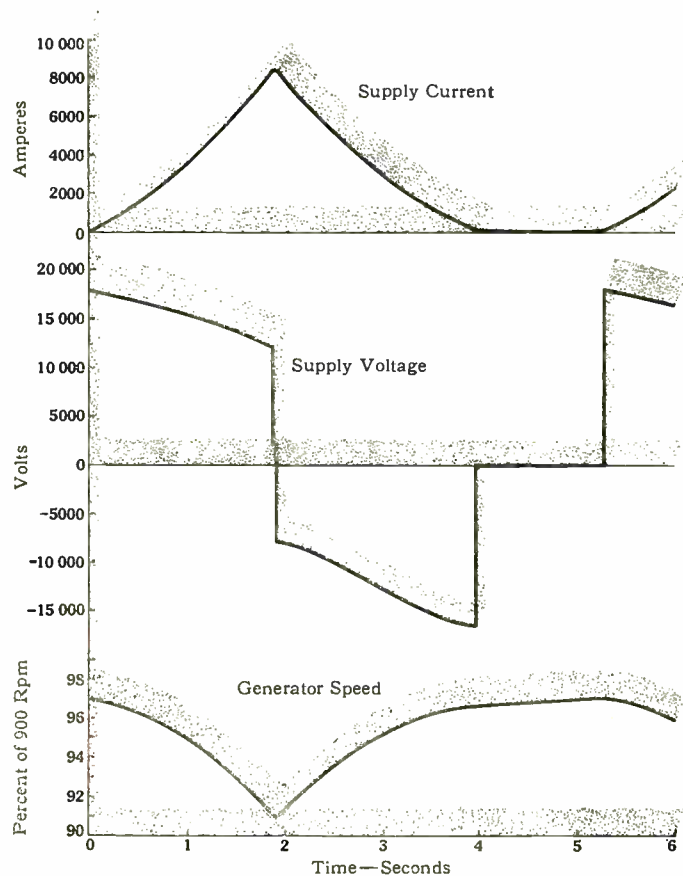 10 000
8000
6000
4000
2000
0
Amperes
Supply Current
20 000
15 000
10 000
5000
0
-5000
-10 000
-15 000
Volts
Supply Voltage
98
96
94
92
90
Percent of 900 Rpm
Generator Speed
0 1 2 3 4 5 6
Time—Seconds